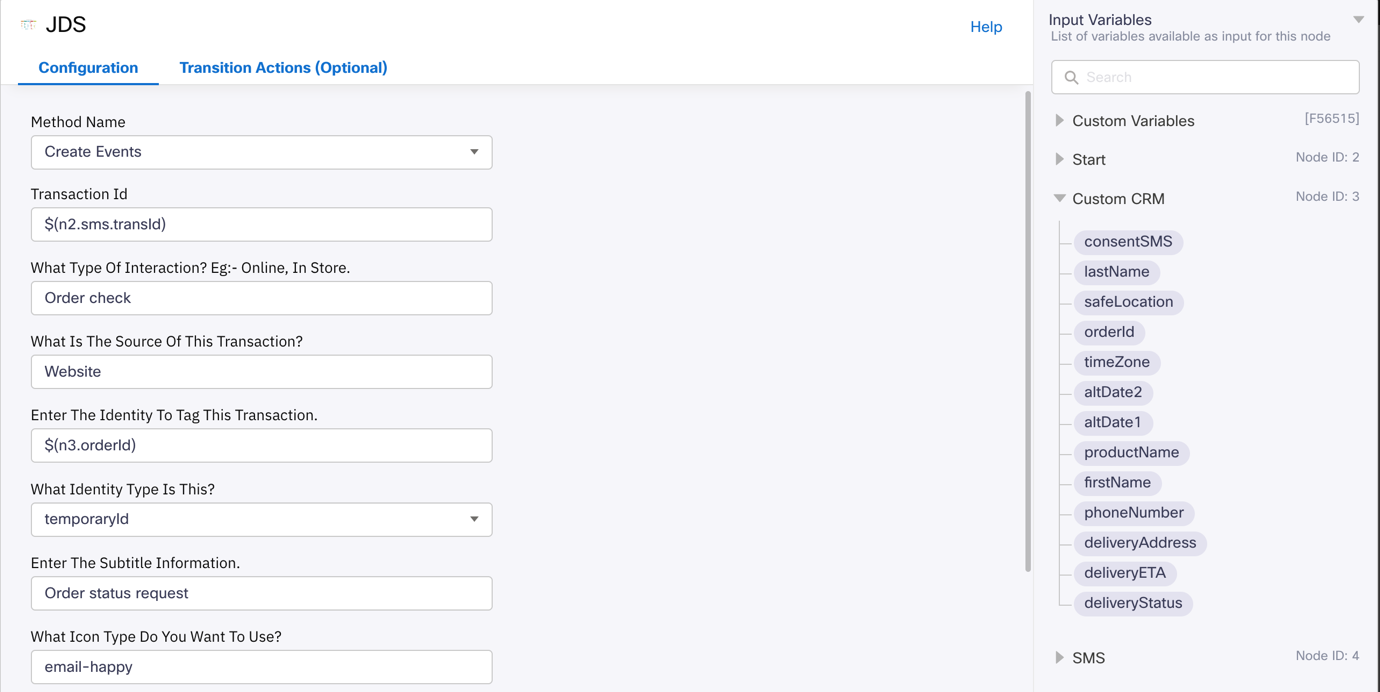 JDS
Help
Configuration
Transition Actions (Optional)
Method Name
Create Events
Transaction Id
$(n2.sms.transId)
What Type Of Interaction? Eg:- Online, In Store.
Order check
What Is The Source Of This Transaction?
Website
Enter The Identity To Tag This Transaction.
$(n3.orderId)
What Identity Type Is This?
temporaryId
Enter The Subtitle Information.
Order status request
What Icon Type Do You Want To Use?
email-happy
Input Variables
List of variables available as input for this node
Search
Custom Variables [F56515]
Start Node ID: 2
Custom CRM Node ID: 3
consentSMS
lastName
safeLocation
orderId
timeZone
altDate2
altDate1
productName
firstName
phoneNumber
deliveryAddress
deliveryETA
deliveryStatus
SMS Node ID: 4